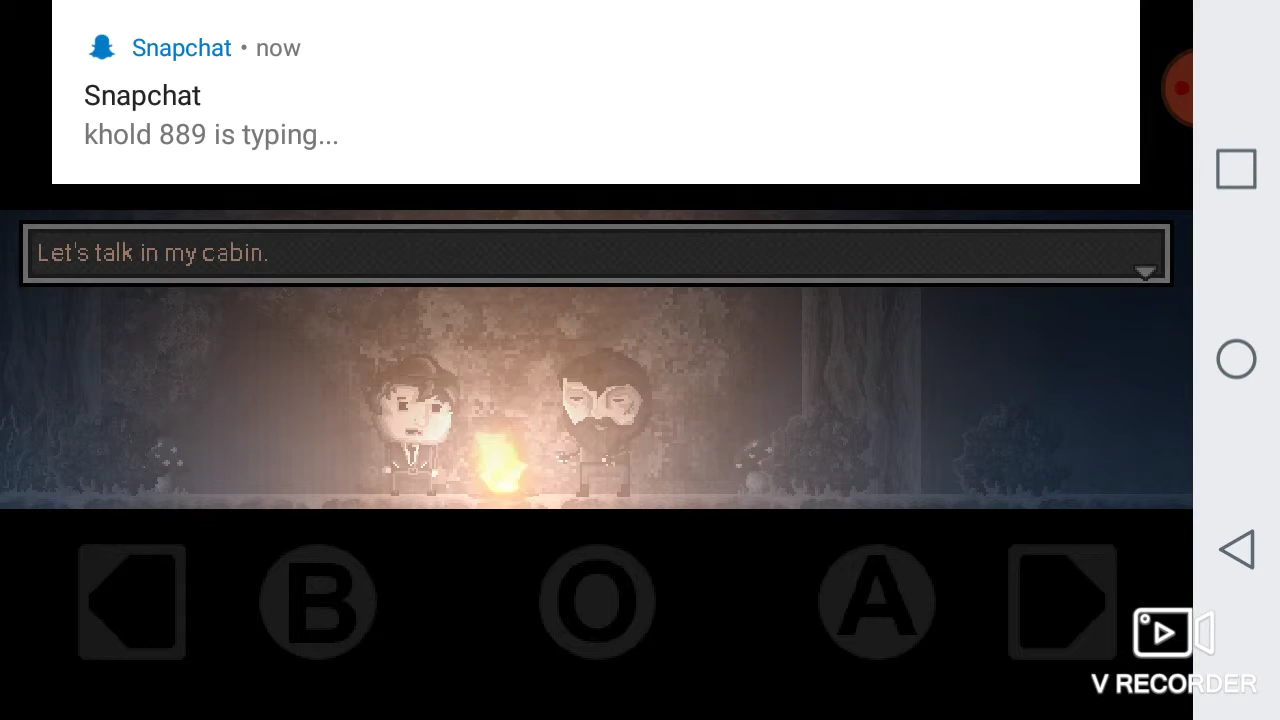 Snapchat • now
Snapchat
khold 889 is typing...
Let's talk in my cabin.
B O A
V RECORDER